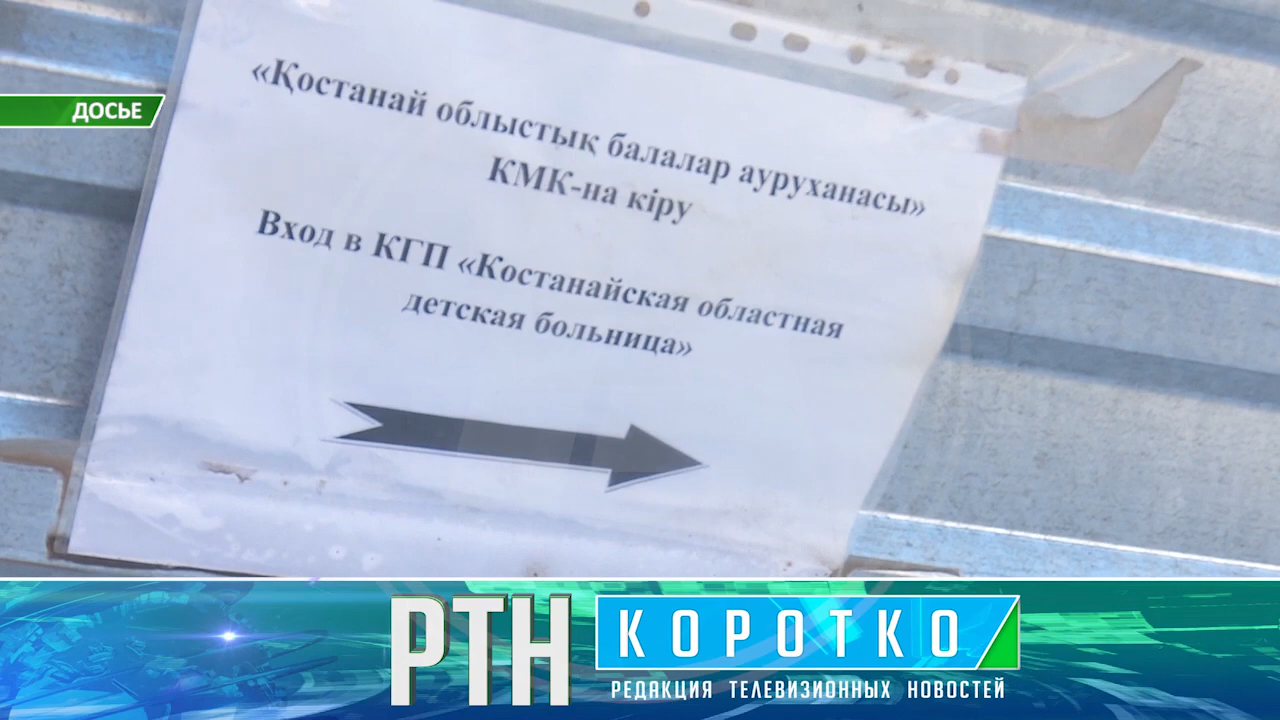 ДОСЬЕ
«Қостанай облыстық балалар ауруханасы»
КМК-на кіру
Вход в КГП «Костанайская областная
детская больница»
РТН
КОРОТКО
РЕДАКЦИЯ ТЕЛЕВИЗИОННЫХ НОВОСТЕЙ